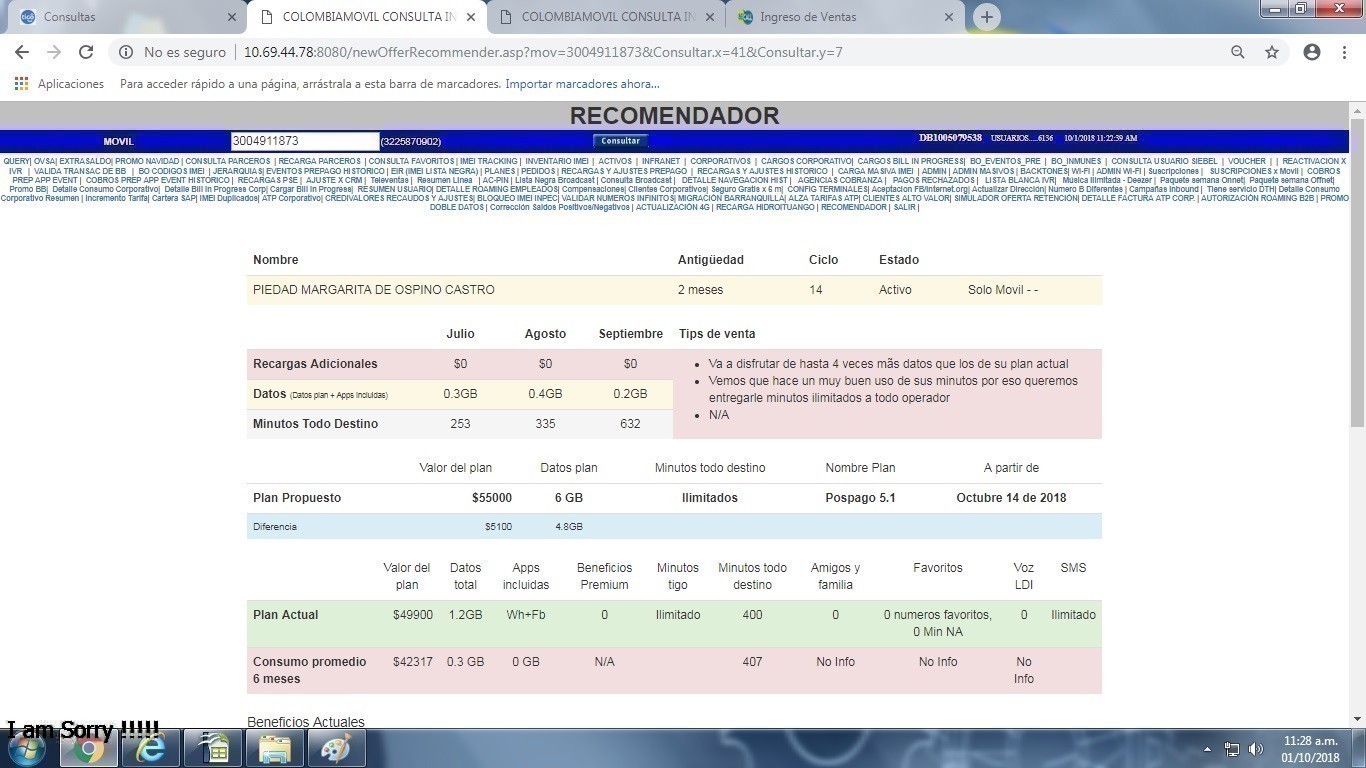 Consultas
COLOMBIAMOVIL CONSULTA IN
COLOMBIAMOVIL CONSULTA IN
Ingreso de Ventas
No es seguro 10.69.44.78:8080/newOfferRecommender.asp?mov=3004911873&Consultar.x=41&Consultar.y=7
Aplicaciones Para acceder rápido a una página, arrástrala a esta barra de marcadores. Importar marcadores ahora...
RECOMENDADOR
MOVIL 3004911873 (3225870902) Consultar DB1005079538 USUARIOS.....6136 10/1/2018 11:22:39 AM
QUERY| OVSA| EXTRASALDO| PROMO NAVIDAD | CONSULTA PARCEROS | RECARGA PARCEROS | CONSULTA FAVORITOS | IMEI TRACKING | INVENTARIO IMEI | ACTIVOS | INFRANET | CORPORATIVOS | CARGOS CORPORATIVO| CARGOS BILL IN PROGRESS| BO_EVENTOS_PRE | BO_INMUNES | CONSULTA USUARIO SIEBEL | VOUCHER | | REACTIVACION X
IVR | VALIDA TRANSAC DE BB | BO CODIGOS IMEI | JERARQUIAS| EVENTOS PREPAGO HISTORICO | EIR (IMEI LISTA NEGRA) | PLANES | PEDIDOS | RECARGAS Y AJUSTES PREPAGO | RECARGAS Y AJUSTES HISTORICO | CARGA MASIVA IMEI | ADMIN | ADMIN MASIVOS | BACKTONES| WI-FI | ADMIN WI-FI | Suscripciones | SUSCRIPCIONES x Movil | COBROS
PREP APP EVENT | COBROS PREP APP EVENT HISTORICO | RECARGAS PSE | AJUSTE X CRM | Televentas | Resumen Linea | AC-PIN | Lista Negra Broadcast | Consulta Broadcast | DETALLE NAVEGACION HIST | AGENCIAS COBRANZA | PAGOS RECHAZADOS | LISTA BLANCA IVR| Música Ilimitada - Deezer | Paquete semana Onnet| Paquete semana Offnet|
Promo BB| Detalle Consumo Corporativo| Detalle Bill In Progress Corp| Cargar Bill In Progress| RESUMEN USUARIO| DETALLE ROAMING EMPLEADOS| Compensaciones| Clientes Corporativos| Seguro Gratis x 6 m| CONFIG TERMINALES| Aceptacion FB/Internet.org| Actualizar Dirección| Numero B Diferentes | Campañas Inbound | Tiene servicio DTH| Detalle Consumo
Corporativo Resumen | Incremento Tarifa| Cartera SAP| IMEI Duplicados| ATP Corporativo| CREDIVALORES RECAUDOS Y AJUSTES| BLOQUEO IMEI INPEC| VALIDAR NUMEROS INFINITOS| MIGRACIÓN BARRANQUILLA| ALZA TARIFAS ATP| CLIENTES ALTO VALOR| SIMULADOR OFERTA RETENCIÓN| DETALLE FACTURA ATP CORP. | AUTORIZACIÓN ROAMING B2B | PROMO
DOBLE DATOS | Corrección Saldos Positivos/Negativos | ACTUALIZACIÓN 4G | RECARGA HIDROITUANGO | RECOMENDADOR | SALIR |
Nombre Antigüedad Ciclo Estado
PIEDAD MARGARITA DE OSPINO CASTRO 2 meses 14 Activo Solo Movil - -
Julio Agosto Septiembre Tips de venta
Recargas Adicionales $0 $0 $0
Va a disfrutar de hasta 4 veces mãs datos que los de su plan actual
Vemos que hace un muy buen uso de sus minutos por eso queremos
entregarle minutos ilimitados a todo operador
N/A
Datos (Datos plan + Apps incluidas) 0.3GB 0.4GB 0.2GB
Minutos Todo Destino 253 335 632
Valor del plan Datos plan Minutos todo destino Nombre Plan A partir de
Plan Propuesto $55000 6 GB Ilimitados Pospago 5.1 Octubre 14 de 2018
Diferencia $5100 4.8GB
Valor del Datos Apps Beneficios Minutos Minutos todo Amigos y Favoritos Voz SMS
plan total incluidas Premium tigo destino familia LDI
Plan Actual $49900 1.2GB Wh+Fb 0 Ilimitado 400 0 0 numeros favoritos, 0 Ilimitado
0 Min NA
Consumo promedio $42317 0.3 GB 0 GB N/A 407 No Info No Info No
6 meses Info
Beneficios Actuales
I am Sorry !!!!!
11:28 a.m.
01/10/2018